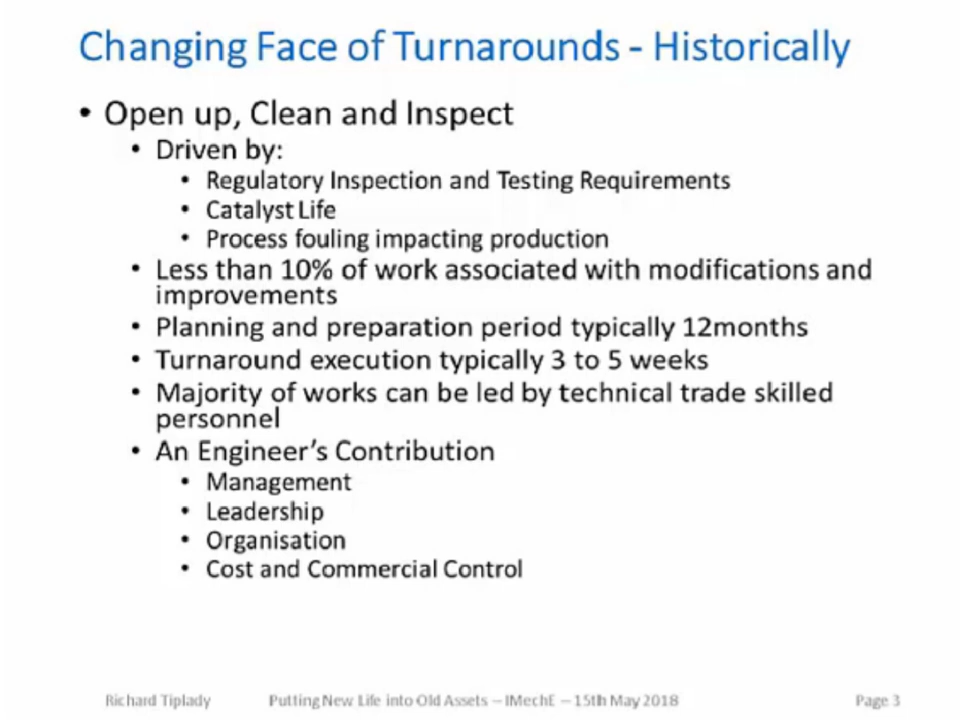 Changing Face of Turnarounds - Historically
• Open up, Clean and Inspect
• Driven by:
• Regulatory Inspection and Testing Requirements
• Catalyst Life
• Process fouling impacting production
• Less than 10% of work associated with modifications and
improvements
• Planning and preparation period typically 12months
• Turnaround execution typically 3 to 5 weeks
• Majority of works can be led by technical trade skilled
personnel
• An Engineer's Contribution
• Management
• Leadership
• Organisation
• Cost and Commercial Control
Richard Tiplady Putting New Life into Old Assets – IMechE – 15th May 2018 Page 3